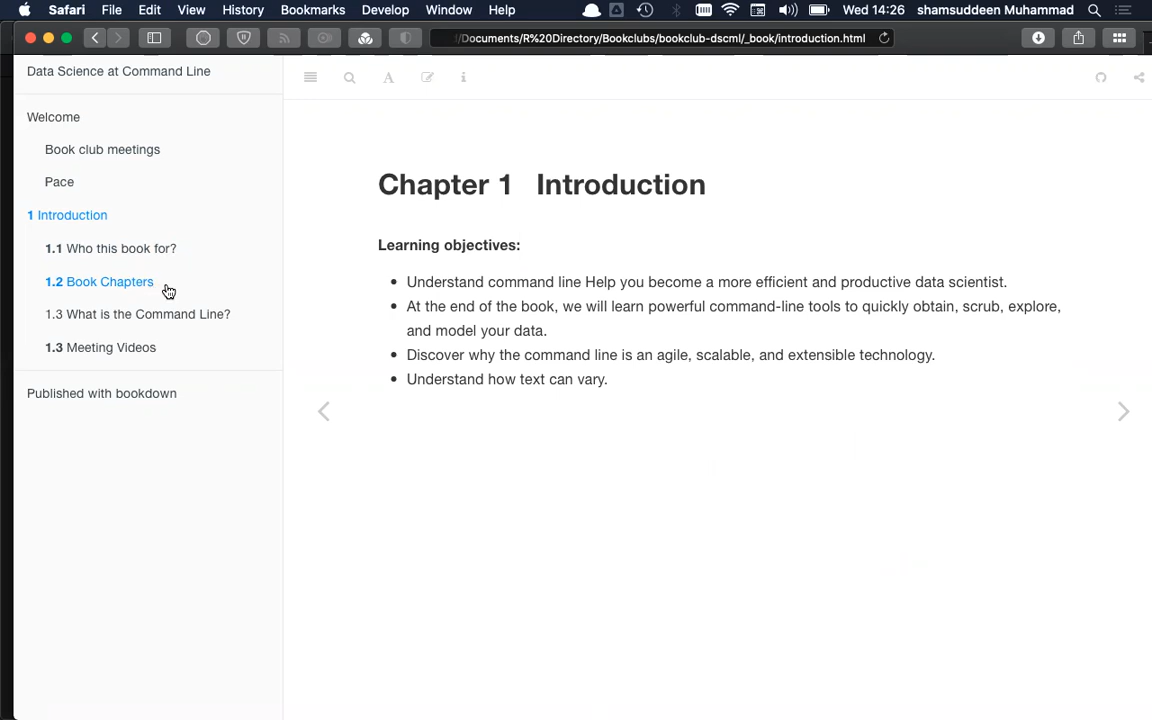 Safari File Edit View History Bookmarks Develop Window Help Wed 14:26 shamsuddeen Muhammad
/Documents/R%20Directory/Bookclubs/bookclub-dscml/_book/introduction.html
Data Science at Command Line
Welcome
Book club meetings
Pace
1 Introduction
1.1 Who this book for?
1.2 Book Chapters
1.3 What is the Command Line?
1.3 Meeting Videos
Published with bookdown
Chapter 1 Introduction
Learning objectives:
• Understand command line Help you become a more efficient and productive data scientist.
• At the end of the book, we will learn powerful command-line tools to quickly obtain, scrub, explore,
and model your data.
• Discover why the command line is an agile, scalable, and extensible technology.
• Understand how text can vary.